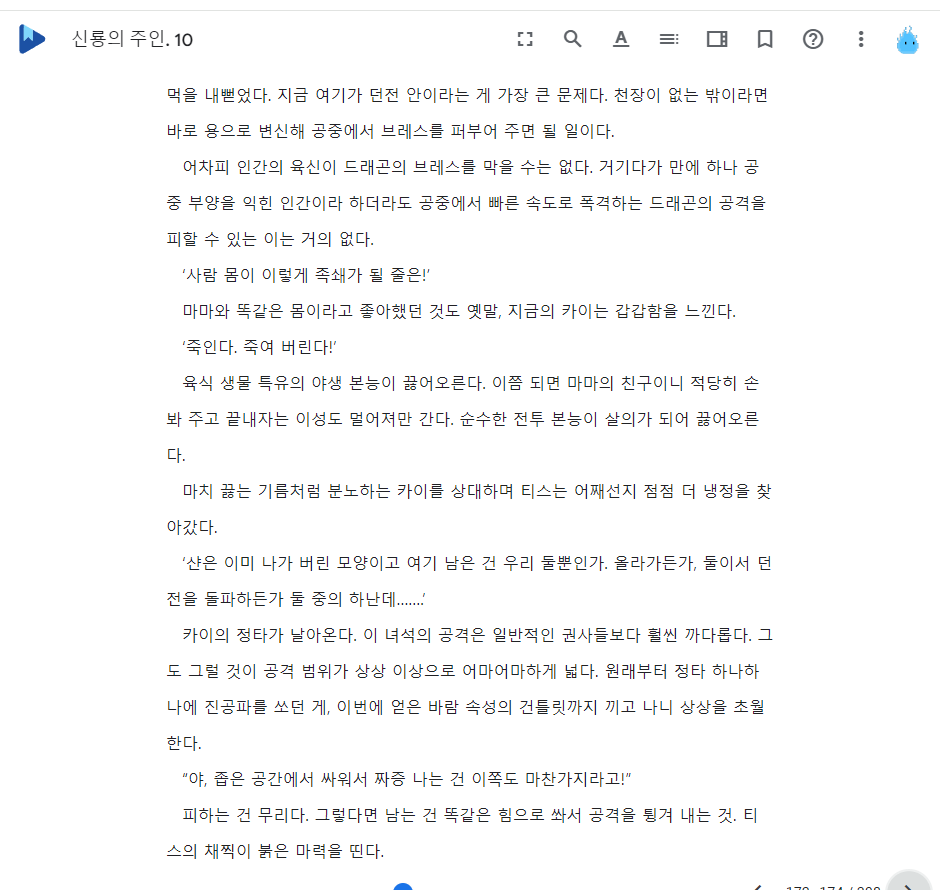 신룡의 주인. 10
먹을 내뻗었다. 지금 여기가 던전 안이라는 게 가장 큰 문제다. 천장이 없는 밖이라면
바로 용으로 변신해 공중에서 브레스를 퍼부어 주면 될 일이다.
어차피 인간의 육신이 드래곤의 브레스를 막을 수는 없다. 거기다가 만에 하나 공
중 부양을 익힌 인간이라 하더라도 공중에서 빠른 속도로 폭격하는 드래곤의 공격을
피할 수 있는 이는 거의 없다.
‘사람 몸이 이렇게 족쇄가 될 줄은!’
마마와 똑같은 몸이라고 좋아했던 것도 옛말, 지금의 카이는 갑갑함을 느낀다.
‘죽인다. 죽여 버린다!’
육식 생물 특유의 야생 본능이 끓어오른다. 이쯤 되면 마마의 친구이니 적당히 손
봐 주고 끝내자는 이성도 멀어져만 간다. 순수한 전투 본능이 살의가 되어 끓어오른
다.
마치 끓는 기름처럼 분노하는 카이를 상대하며 티스는 어째선지 점점 더 냉정을 찾
아갔다.
‘샨은 이미 나가 버린 모양이고 여기 남은 건 우리 둘뿐인가. 올라가든가, 둘이서 던
전을 돌파하든가 둘 중의 하난데…….’
카이의 정타가 날아온다. 이 녀석의 공격은 일반적인 권사들보다 훨씬 까다롭다. 그
도 그럴 것이 공격 범위가 상상 이상으로 어마어마하게 넓다. 원래부터 정타 하나하
나에 진공파를 쏘던 게, 이번에 얻은 바람 속성의 건틀릿까지 끼고 나니 상상을 초월
한다.
“야, 좁은 공간에서 싸워서 짜증 나는 건 이쪽도 마찬가지라고!”
피하는 건 무리다. 그렇다면 남는 건 똑같은 힘으로 쏴서 공격을 튕겨 내는 것. 티
스의 채찍이 붉은 마력을 띤다.